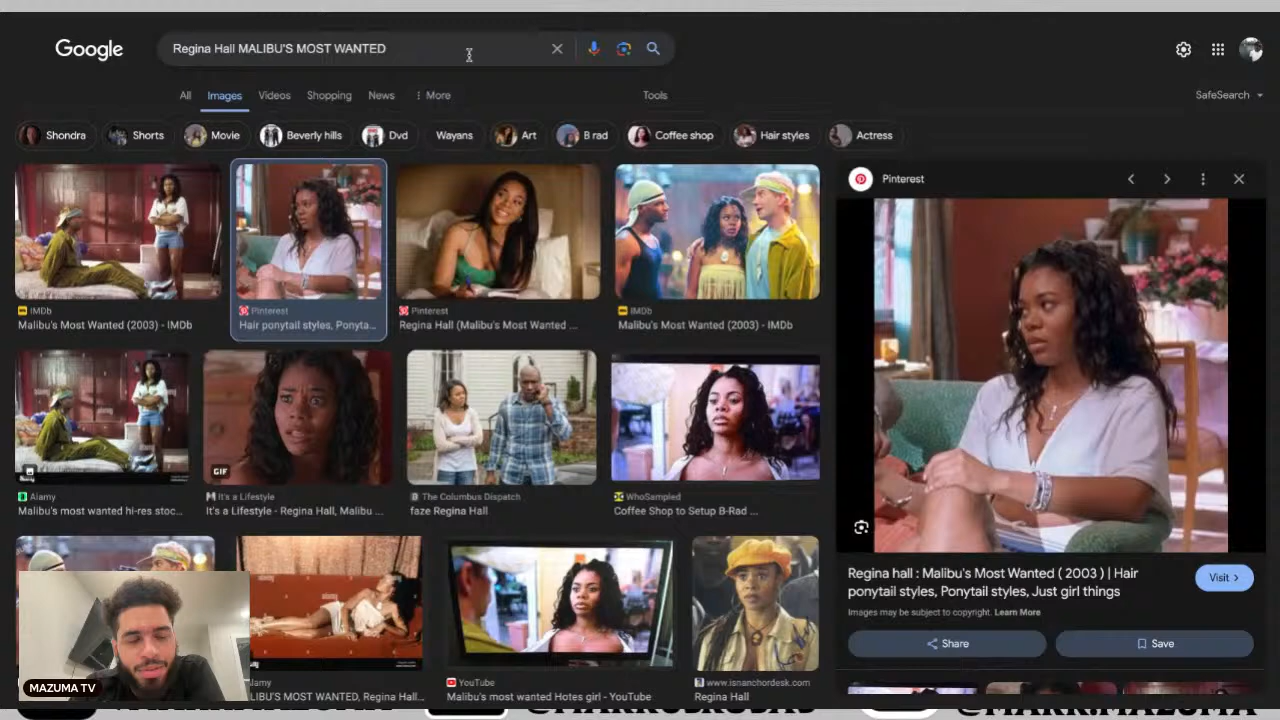 Google
Regina Hall MALIBU'S MOST WANTED
All
Images
Videos
Shopping
News
More
Tools
SafeSearch
Shondra
Shorts
Movie
Beverly hills
Dvd
Wayans
Art
B rad
Coffee shop
Hair styles
Actress
IMDb
Malibu's Most Wanted (2003) - IMDb
Pinterest
Hair ponytail styles, Ponyta...
Pinterest
Regina Hall (Malibu's Most Wanted ...
IMDb
Malibu's Most Wanted (2003) - IMDb
Alamy
Malibu's most wanted hi-res stoc...
GIF
It's a Lifestyle
It's a Lifestyle - Regina Hall, Malibu ...
The Columbus Dispatch
faze Regina Hall
WhoSampled
Coffee Shop to Setup B-Rad ...
lamy
LIBU'S MOST WANTED, Regina Hall...
YouTube
Malibu's most wanted Hotes girl - YouTube
www.isnanchordesk.com
Regina Hall
Pinterest
Regina hall : Malibu's Most Wanted ( 2003 ) | Hair
ponytail styles, Ponytail styles, Just girl things
Visit
Images may be subject to copyright. Learn More
Share
Save
MAZUMA TV